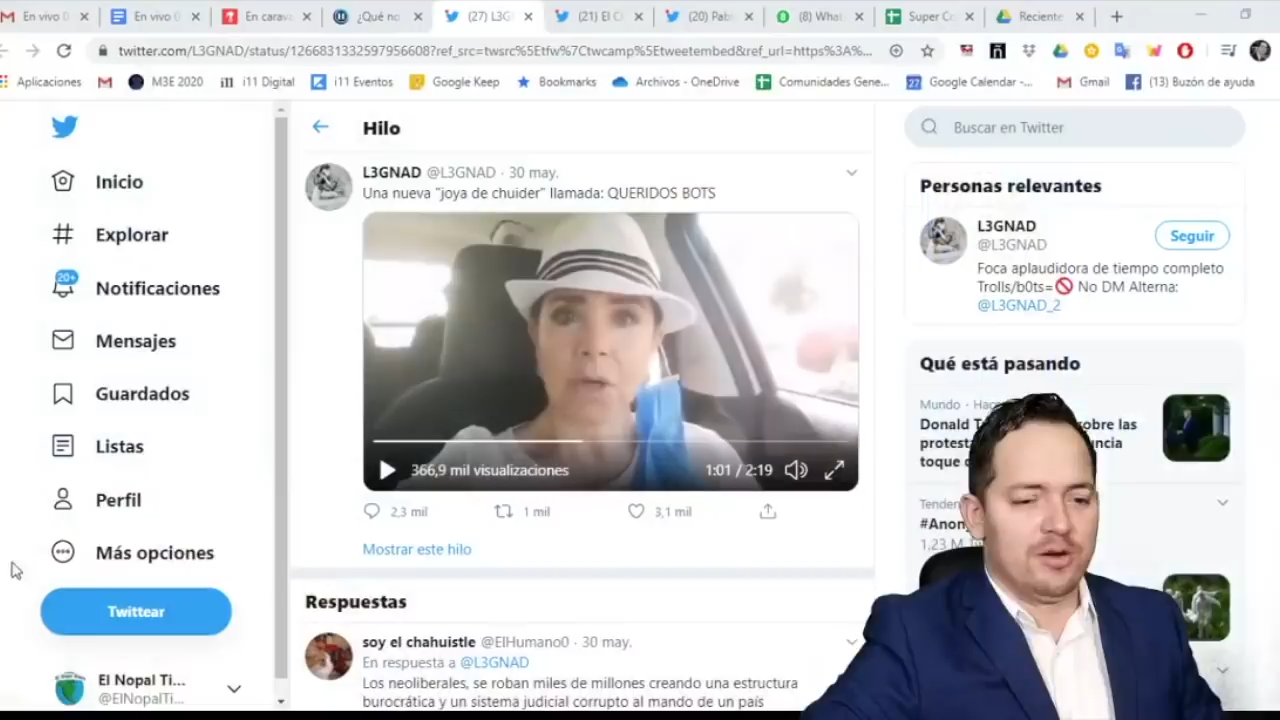 En vivo D
En vivo D
En carava
¿Qué no
(27) L3G
(21) El C
(20) Pab
(8) What
Super Co
Reciente
twitter.com/L3GNAD/status/1266831332597956608?ref_src=twsrc%5Etfw%7Ctwcamp%5Etweetembed&ref_url=https%3A%...
Aplicaciones
M3E 2020
i11 Digital
i11 Eventos
Google Keep
Bookmarks
Archivos - OneDrive
Comunidades Gene...
Google Calendar -...
Gmail
(13) Buzón de ayuda
Inicio
Explorar
20+
Notificaciones
Mensajes
Guardados
Listas
Perfil
Más opciones
Twittear
El Nopal Ti...
@ElNopalTi...
Hilo
L3GNAD @L3GNAD · 30 may.
Una nueva "joya de chuider" llamada: QUERIDOS BOTS
366,9 mil visualizaciones
1:01 / 2:19
2,3 mil
1 mil
3,1 mil
Mostrar este hilo
Respuestas
soy el chahuistle @ElHumano0 · 30 may.
En respuesta a @L3GNAD
Los neoliberales, se roban miles de millones creando una estructura
burocrática y un sistema judicial corrupto al mando de un país
Buscar en Twitter
Personas relevantes
L3GNAD
@L3GNAD
Seguir
Foca aplaudidora de tiempo completo
Trolls/b0ts=🚫 No DM Alterna:
@L3GNAD_2
Qué está pasando
Mundo · Hac
Donald T
obre las
protest
ncia
toque
Tenden
#Anon
1.23 M